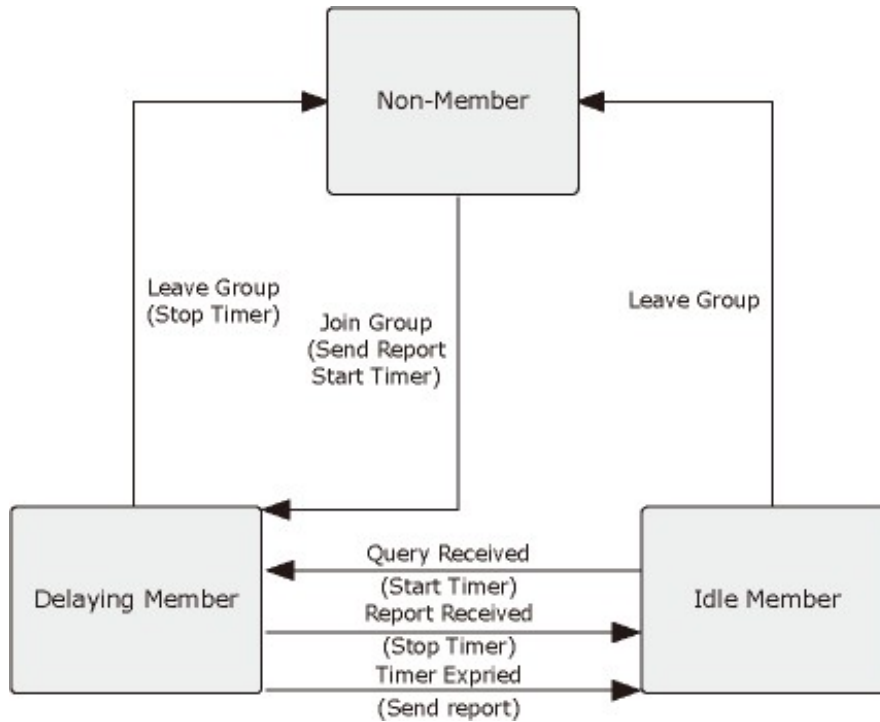 Non-Member
Leave Group
(Stop Timer)
Join Group
(Send Report
Start Timer)
Leave Group
Delaying Member
Query Received
(Start Timer)
Report Received
(Stop Timer)
Timer Expried
(Send report)
Idle Member